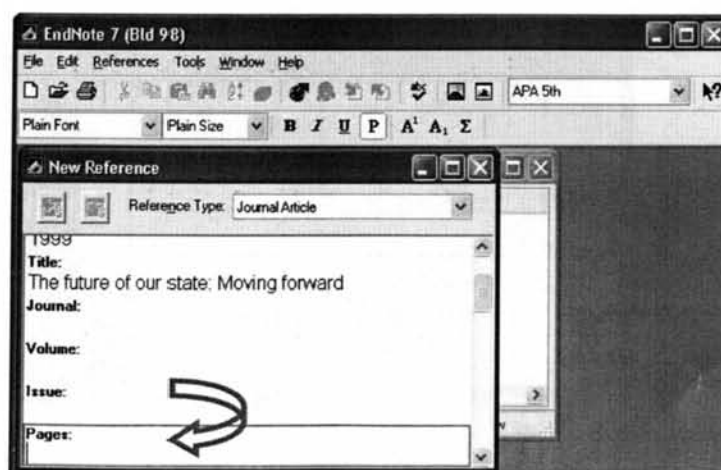 EndNote 7 (Bld 98)
File Edit References Tools Window Help
APA 5th
Plain Font Plain Size B I U P A¹ A₁ Σ
New Reference
Reference Type: Journal Article
1999
Title:
The future of our state: Moving forward
Journal:
Volume:
Issue:
Pages: